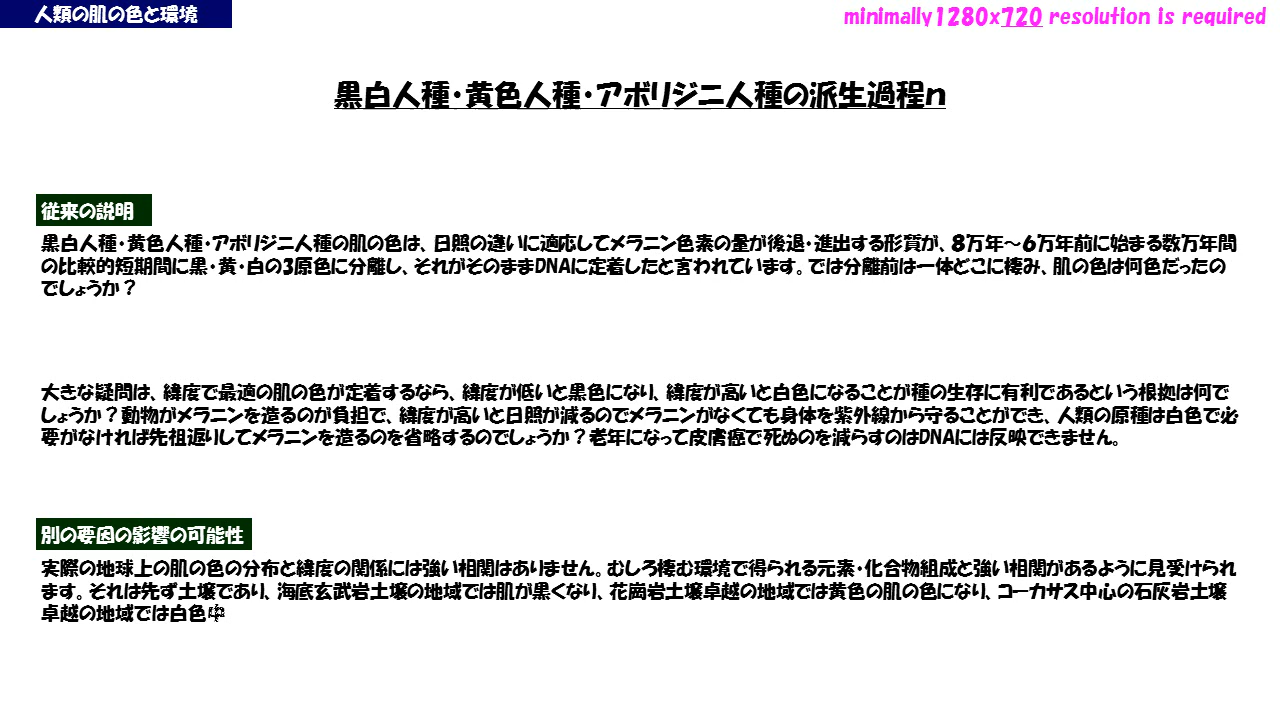 人類の肌の色と環境
minimally1280x720 resolution is required
黒白人種・黄色人種・アボリジニ人種の派生過程n
従来の説明
黒白人種・黄色人種・アボリジニ人種の肌の色は、日照の違いに適応してメラニン色素の量が後退・進出する形質が、8万年～6万年前に始まる数万年間
の比較的短期間に黒・黄・白の3原色に分離し、それがそのままDNAに定着したと言われています。では分離前は一体どこに棲み、肌の色は何色だったの
でしょうか？
大きな疑問は、緯度で最適の肌の色が定着するなら、緯度が低いと黒色になり、緯度が高いと白色になることが種の生存に有利であるという根拠は何で
しょうか？動物がメラニンを造るのが負担で、緯度が高いと日照が減るのでメラニンがなくても身体を紫外線から守ることができ、人類の原種は白色で必
要がなければ先祖返りしてメラニンを造るのを省略するのでしょうか？老年になって皮膚癌で死ぬのを減らすのはDNAには反映できません。
別の要因の影響の可能性
実際の地球上の肌の色の分布と緯度の関係には強い相関はありません。むしろ棲む環境で得られる元素・化合物組成と強い相関があるように見受けられ
ます。それは先ず土壌であり、海底玄武岩土壌の地域では肌が黒くなり、花崗岩土壌卓越の地域では黄色の肌の色になり、コーカサス中心の石灰岩土壌
卓越の地域では白色